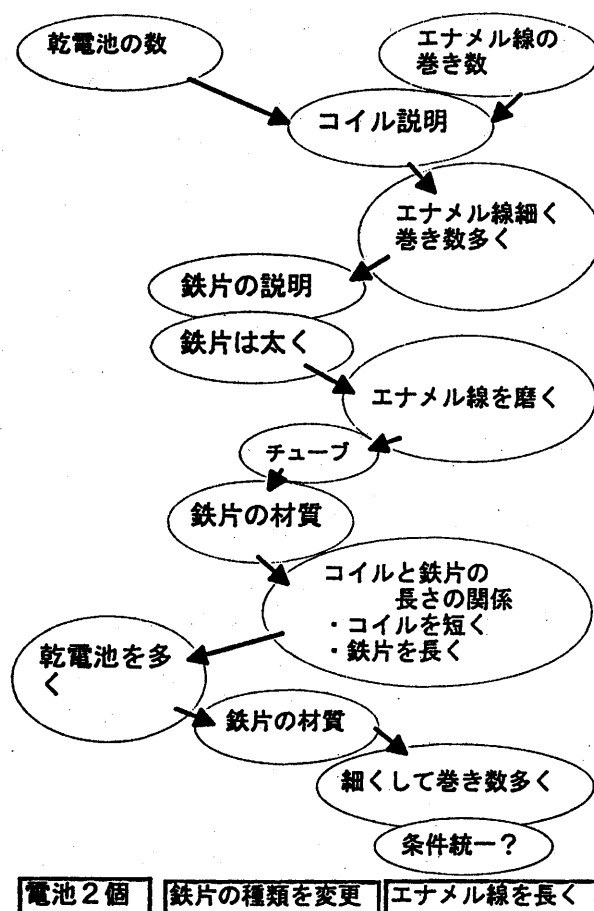 乾電池の数
エナメル線の
巻き数
コイル説明
エナメル線細く
巻き数多く
鉄片の説明
鉄片は太く
エナメル線を磨く
チューブ
鉄片の材質
コイルと鉄片の
長さの関係
・コイルを短く
・鉄片を長く
乾電池を多
く
鉄片の材質
細くして巻き数多く
条件統一？
電池２個
鉄片の種類を変更
エナメル線を長く